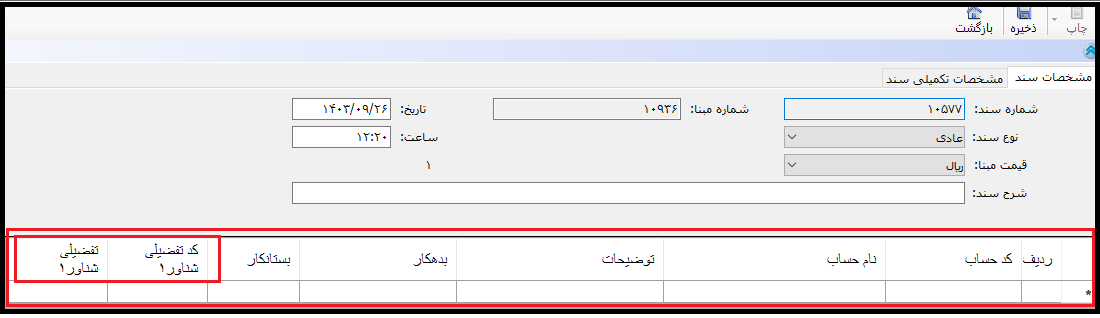 چاپ ذخیره بازگشت
مشخصات سند مشخصات تکمیلی سند
شماره سند: ۱۰۵۷۷ شماره مبنا: ۱۰۹۳۶ تاریخ: ۱۴۰۳/۰۹/۲۶
نوع سند: عادی ساعت: ۱۲:۲۰
قیمت مبنا: ریال ۱
شرح سند:
ردیف کد حساب نام حساب توضیحات بدهکار بستانکار کد تفضیلی شناور۱ تفضیلی شناور۱
*